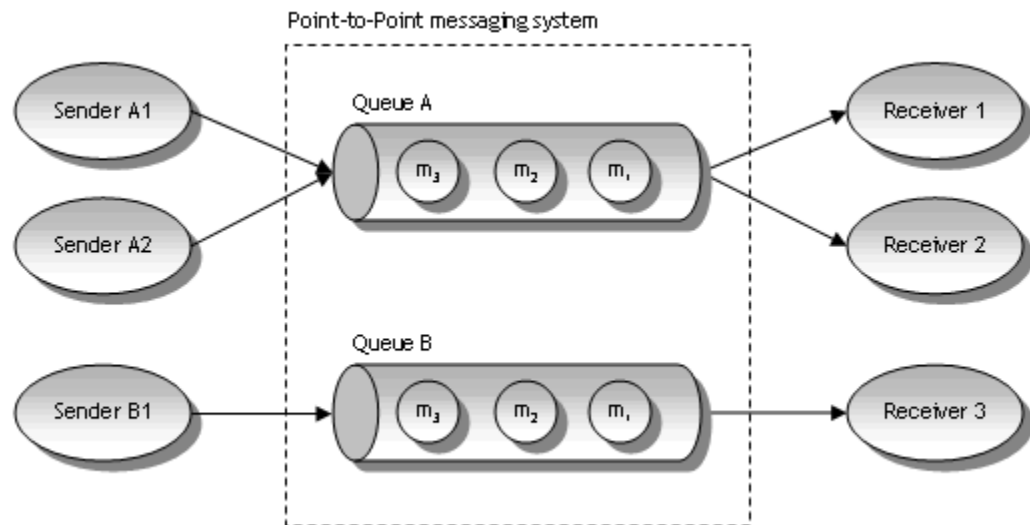 Point-to-Point messaging system
Sender A1
Queue A
Receiver 1
m₃ m₂ m₁
Sender A2
Receiver 2
Queue B
Sender B1
m₃ m₂ m₁
Receiver 3